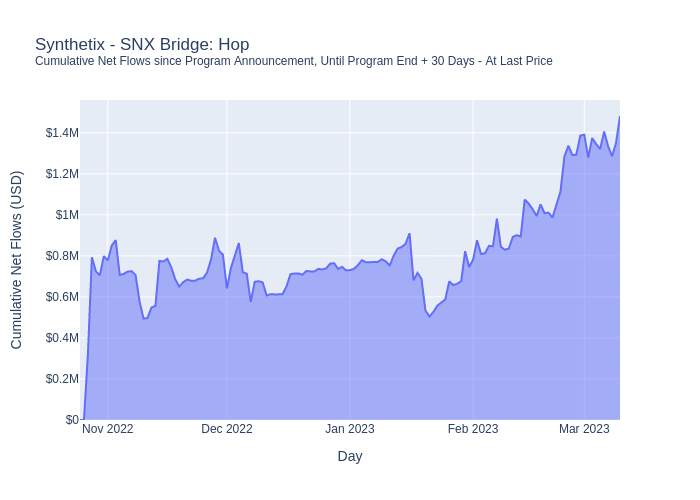 Synthetix - SNX Bridge: Hop
Cumulative Net Flows since Program Announcement, Until Program End + 30 Days - At Last Price
Cumulative Net Flows (USD)
$1.4M
$1.2M
$1M
$0.8M
$0.6M
$0.4M
$0.2M
$0
Nov 2022 Dec 2022 Jan 2023 Feb 2023 Mar 2023
Day